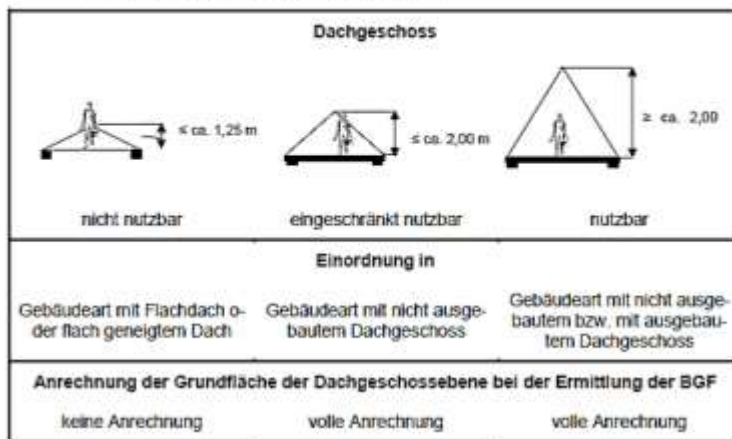 Dachgeschoss
≤ ca. 1,25 m
≤ ca. 2,00 m
≥ ca. 2,00
nicht nutzbar
eingeschränkt nutzbar
nutzbar
Einordnung in
Gebäudeart mit Flachdach o-
der flach geneigtem Dach
Gebäudeart mit nicht ausge-
bautem Dachgeschoss
Gebäudeart mit nicht ausge-
bautem bzw. mit ausgebau-
tem Dachgeschoss
Anrechnung der Grundfläche der Dachgeschossebene bei der Ermittlung der BGF
keine Anrechnung
volle Anrechnung
volle Anrechnung